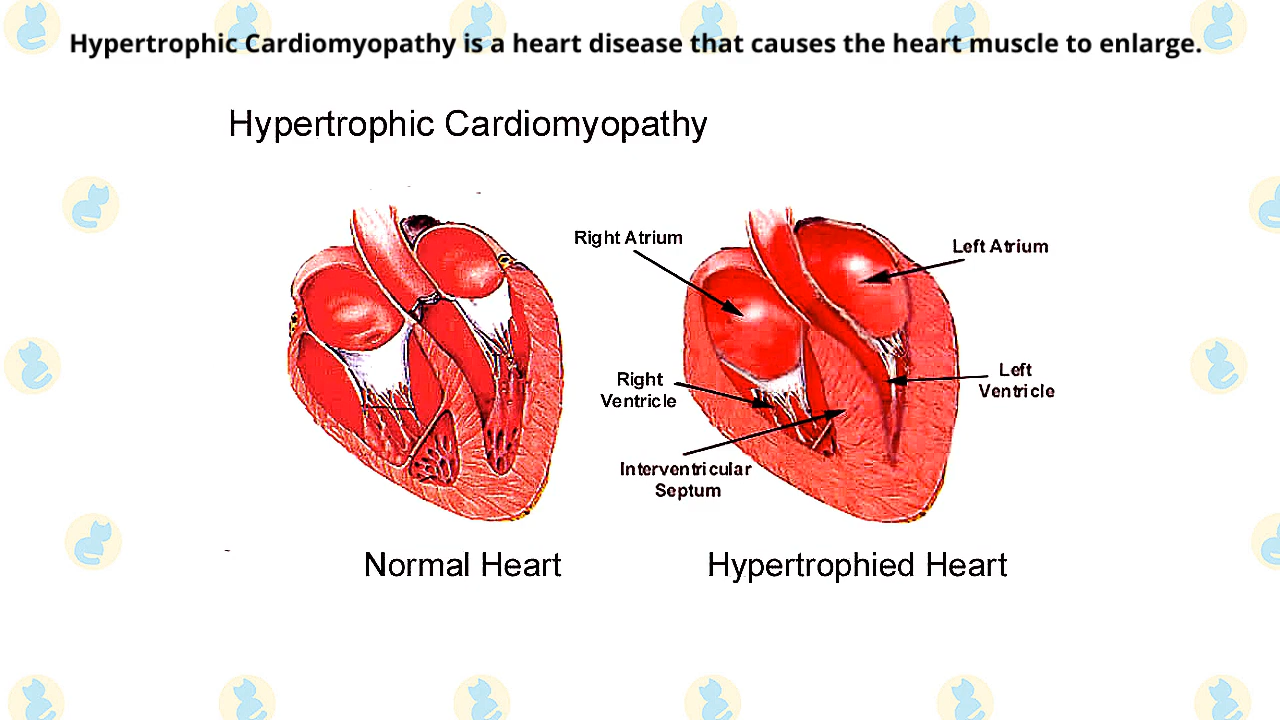 Hypertrophic Cardiomyopathy is a heart disease that causes the heart muscle to enlarge.
Hypertrophic Cardiomyopathy
Right Atrium
Left Atrium
Right
Ventricle
Left
Ventricle
Interventricular
Septum
Normal Heart
Hypertrophied Heart